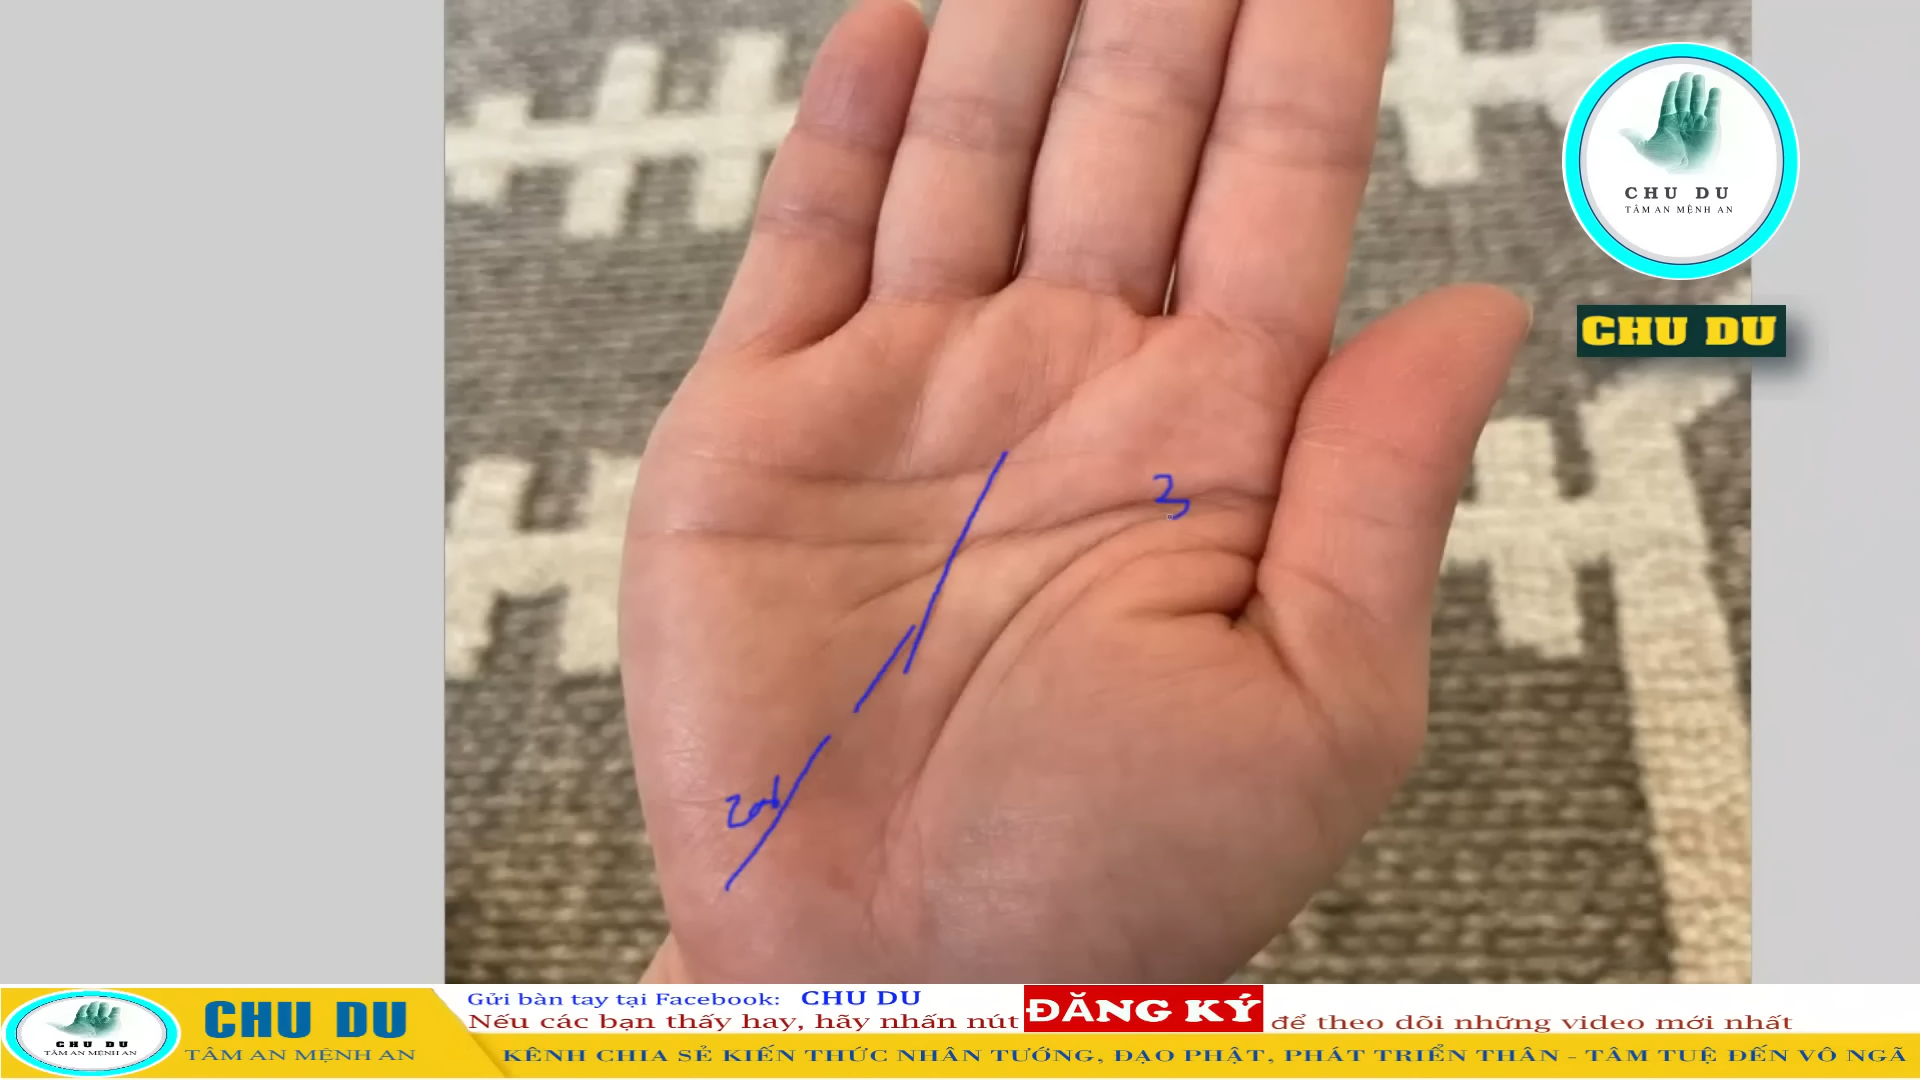 CHU DU
TÂM AN MỆNH AN
CHU DU
3
CHU DU
TÂM AN MỆNH AN
CHU DU
TÂM AN MỆNH AN
Gửi bàn tay tại Facebook: CHU DU
Nếu các bạn thấy hay, hãy nhấn nút ĐĂNG KÝ để theo dõi những video mới nhất
KÊNH CHIA SẺ KIẾN THỨC NHÂN TƯỚNG, ĐẠO PHẬT, PHÁT TRIỂN THÂN - TÂM TUỆ ĐẾN VÔ NGÃ